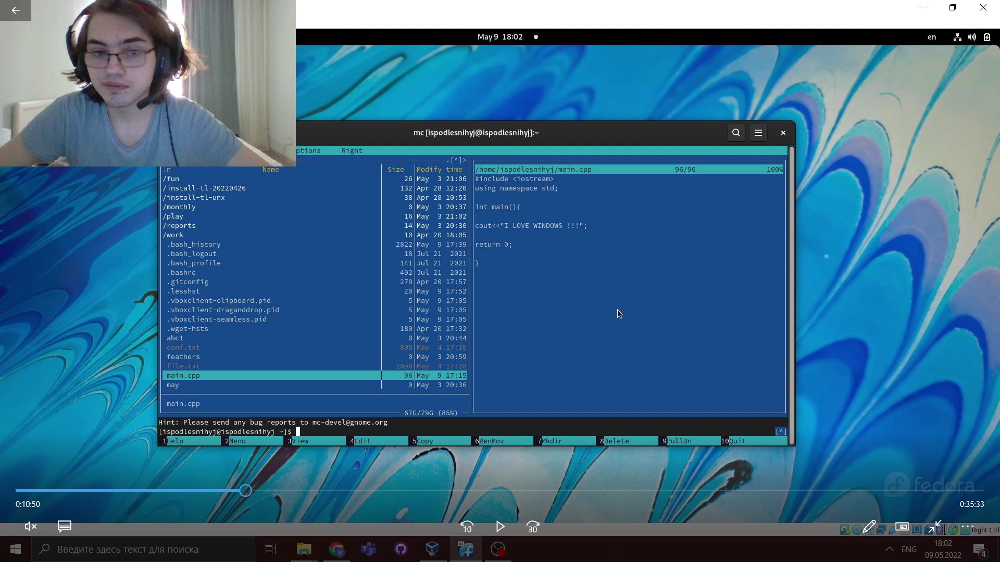 May 9 18:02
en
mc [ispodlesnihyj@ispodlesnihyj]:~
ptions Right
.[^]>
.n Name Size Modify time
/fun 26 May 3 21:06
/install-tl-20220426 132 Apr 28 12:20
/install-tl-unx 38 Apr 28 10:53
/monthly 0 May 3 20:37
/play 16 May 3 21:02
/reports 14 May 3 20:30
/work 10 Apr 20 18:05
.bash_history 2822 May 9 17:39
.bash_logout 18 Jul 21 2021
.bash_profile 141 Jul 21 2021
.bashrc 492 Jul 21 2021
.gitconfig 270 Apr 20 17:57
.lesshst 20 May 9 17:52
.vboxclient-clipboard.pid 5 May 9 17:05
.vboxclient-draganddrop.pid 5 May 9 17:05
.vboxclient-seamless.pid 5 May 9 17:05
.wget-hsts 180 Apr 20 17:32
abc1 0 May 3 20:44
conf.txt 805 May 4 17:30
feathers 0 May 3 20:59
file.txt 2696 May 4 17:28
main.cpp 96 May 9 17:15
may 0 May 3 20:36
main.cpp
67G/79G (85%)
/home/ispodlesnihyj/main.cpp 96/96 100%
#include <iostream>
using namespace std;
int main(){
cout<<"I LOVE WINDOWS !!!";
return 0;
}
Hint: Please send any bug reports to mc-devel@gnome.org
[ispodlesnihyj@ispodlesnihyj ~]$ [^]
1Help 2Menu 3View 4Edit 5Copy 6RenMov 7Mkdir 8Delete 9PullDn 10Quit
fedora
0:10:50 0:35:33
10 30
Right Ctrl
Введите здесь текст для поиска
64
ENG
18:02
09.05.2022
4